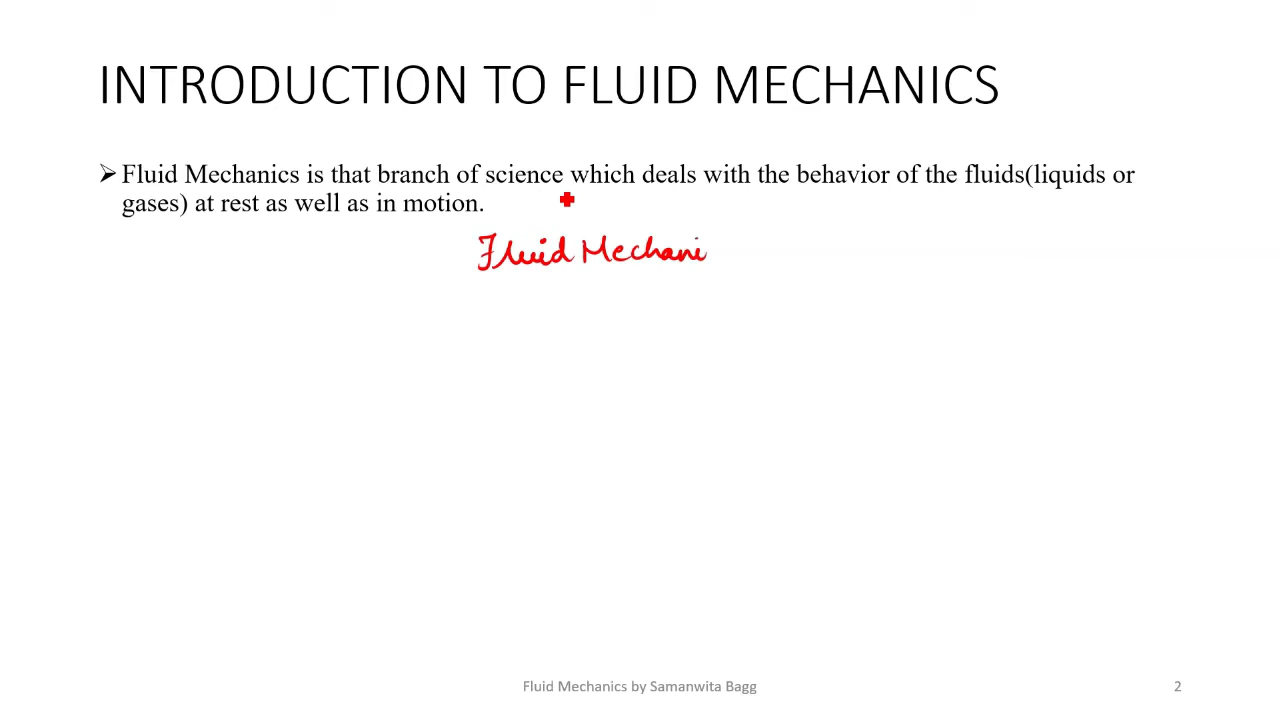 INTRODUCTION TO FLUID MECHANICS
➢Fluid Mechanics is that branch of science which deals with the behavior of the fluids(liquids or
gases) at rest as well as in motion.
Fluid Mechani
Fluid Mechanics by Samanwita Bagg
2